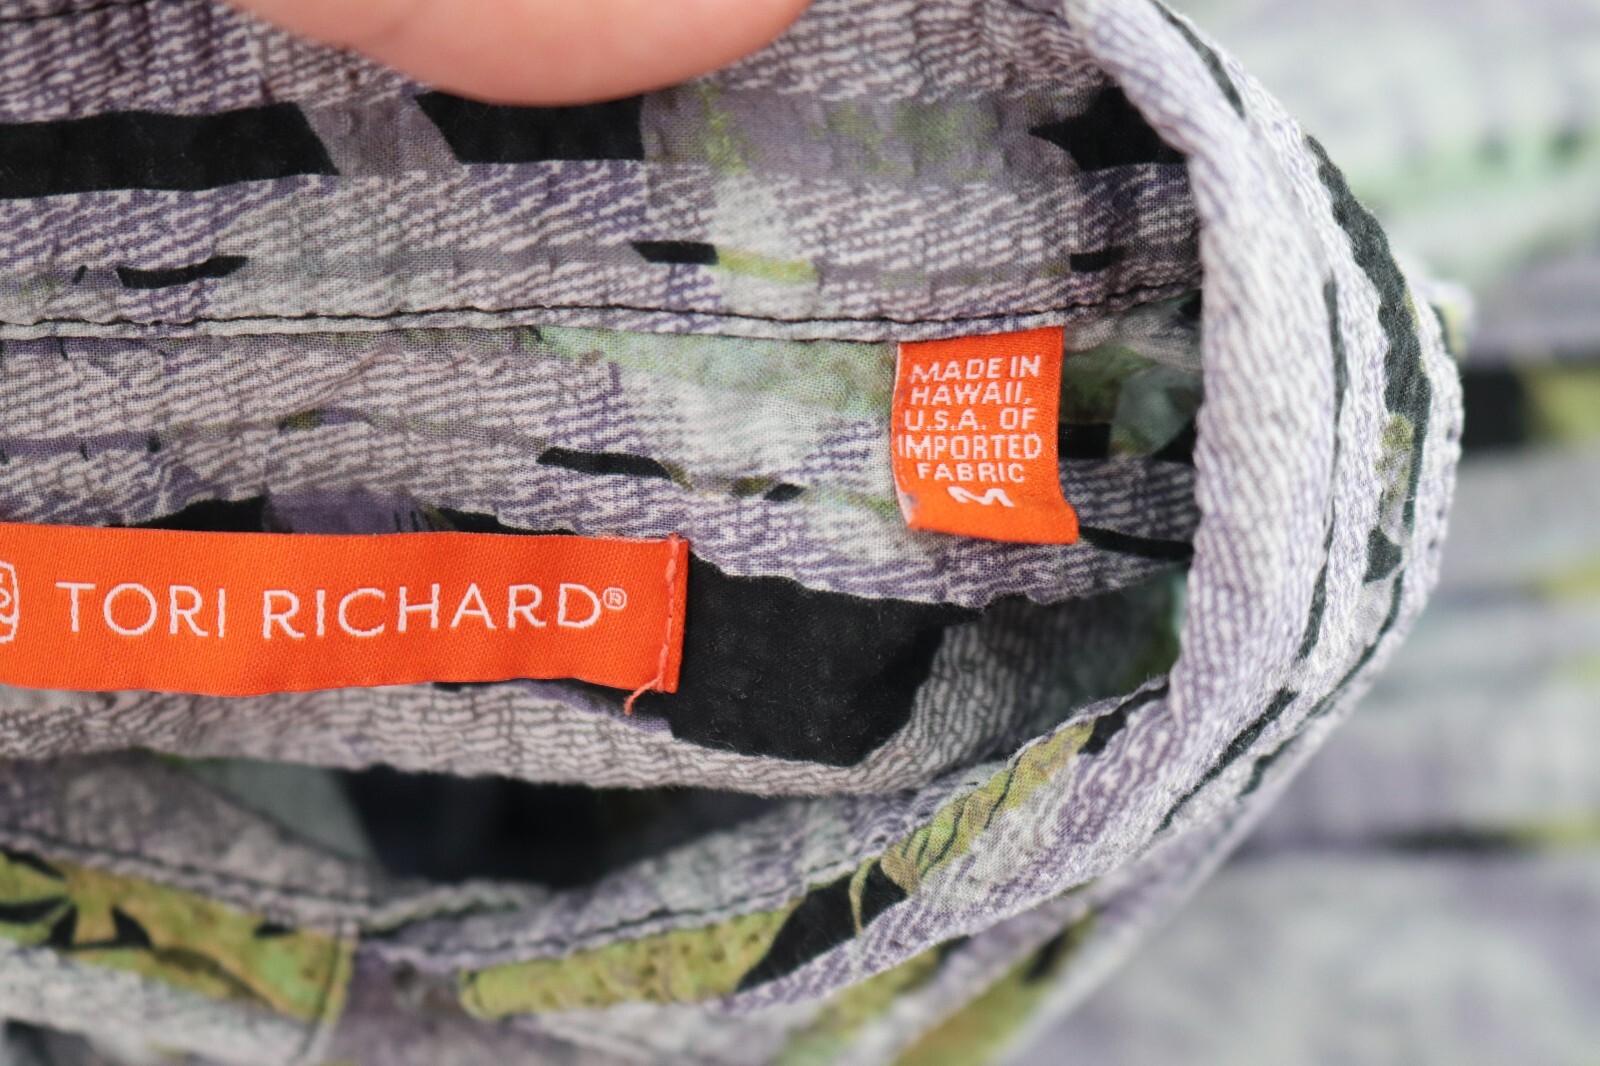 MADE IN
HAWAII,
U.S.A. OF
IMPORTED
FABRIC
M
TORI RICHARD®